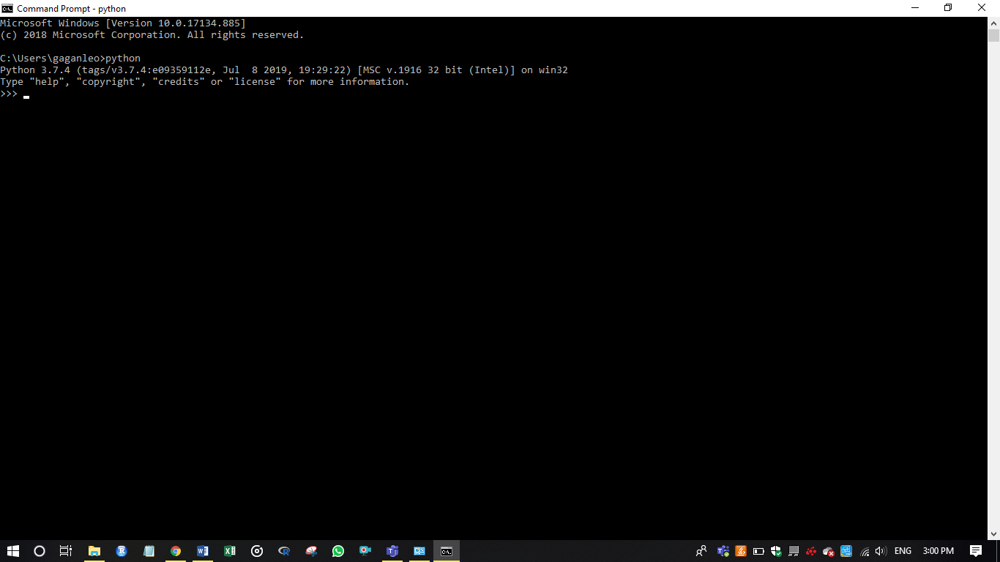 Command Prompt - python
Microsoft Windows [Version 10.0.17134.885]
(c) 2018 Microsoft Corporation. All rights reserved.
C:\Users\gaganleo>python
Python 3.7.4 (tags/v3.7.4:e09359112e, Jul  8 2019, 19:29:22) [MSC v.1916 32 bit (Intel)] on win32
Type "help", "copyright", "credits" or "license" for more information.
>>>
ENG 3:00 PM